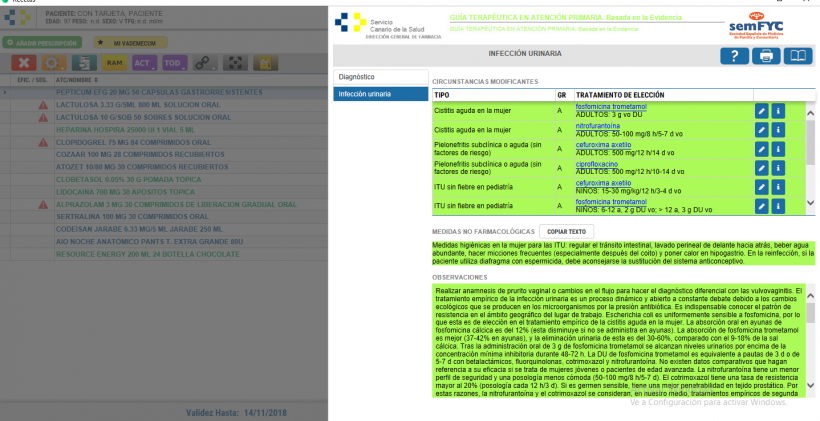 Recetas
PACIENTE: CON TARJETA, PACIENTE
EDAD: 97 PESO: n.d. SEXO: V TFG: n.d. ml/m
AÑADIR PRESCRIPCIÓN
MI VADEMECUM
RAM
ACT
TOD
EPIC. / SEG.
ATC/NOMBRE
PEPTICUM EFG 20 MG 50 CAPSULAS GASTRORRESISTENTES
LACTULOSA 3.33 G/5ML 800 ML SOLUCION ORAL
LACTULOSA 10 G/SOB 50 SOBRES SOLUCION ORAL
HEPARINA HOSPIRA 25000 UI 1 VIAL 5 ML
CLOPIDOGREL 75 MG 84 COMPRIMIDOS ORAL
COZAAR 100 MG 28 COMPRIMIDOS RECUBIERTOS
ATOZET 10/80 MG 30 COMPRIMIDOS RECUBIERTOS
CLOBETASOL 0,05% 30 G POMADA TOPICA
LIDOCAINA 700 MG 30 APOSITOS TOPICA
ALPRAZOLAM 3 MG 30 COMPRIMIDOS DE LIBERACION GRADUAL ORAL
SERTRALINA 100 MG 30 COMPRIMIDOS ORAL
CODEISAN JARABE 6.33 MG/5 ML JARABE 250 ML
AIO NOCHE ANATOMICO PANTS T, EXTRA GRANDE 80U
RESOURCE ENERGY 200 ML 24 BOTELLA CHOCOLATE
Validez Hasta: 14/11/2018
Servicio
Canario de la Salud
DIRECCIÓN GENERAL DE FARMACIA
GUÍA TERAPÉUTICA EN ATENCIÓN PRIMARIA. Basada en la Evidencia
GUÍA TERAPÉUTICA EN ATENCIÓN PRIMARIA. Basada en la Evidencia
semFYC
Sociedad Española de Medicina
de Familia y Comunitaria
INFECCIÓN URINARIA
?
Diagnóstico
Infección urinaria
CIRCUNSTANCIAS MODIFICANTES
TIPO GR TRATAMIENTO DE ELECCIÓN
Cistitis aguda en la mujer A fosfomicina trometamol
ADULTOS: 3 g vo DU
Cistitis aguda en la mujer A nitrofurantoína
ADULTOS: 50-100 mg/8 h/5-7 d vo
Pielonefritis subclínica o aguda (sin factores de riesgo) A cefuroxima axetilo
ADULTOS: 500 mg/12 h/14 d vo
Pielonefritis subclínica o aguda (sin factores de riesgo) A ciprofloxacino
ADULTOS: 500 mg/12 h/10-14 d vo
ITU sin fiebre en pediatría A cefuroxima axetilo
NIÑOS: 15-30 mg/kg/12 h/3-4 d vo
ITU sin fiebre en pediatría A fosfomicina trometamol
NIÑOS: 6-12 a, 2 g DU vo; > 12 a, 3 g DU vo
MEDIDAS NO FARMACOLÓGICAS
COPIAR TEXTO
Medidas higiénicas en la mujer para las ITU: regular el tránsito intestinal, lavado perineal de delante hacia atrás, beber agua
abundante, hacer micciones frecuentes (especialmente después del coito) y poner calor en hipogastrio. En la reinfección, si la
paciente utiliza diafragma con espermicida, debe aconsejarse la sustitución del sistema anticonceptivo.
OBSERVACIONES
Realizar anamnesis de prurito vaginal o cambios en el flujo para hacer el diagnóstico diferencial con las vulvovaginitis. El
tratamiento empírico de la infección urinaria es un proceso dinámico y abierto a constante debate debido a los cambios
ecológicos que se producen en los microorganismos por la presión antibiótica. Es indispensable conocer el patrón de
resistencia en el ámbito geográfico del lugar de trabajo. Escherichia coli es uniformemente sensible a fosfomicina, por lo
que esta es de elección en el tratamiento empírico de la cistitis aguda en la mujer. La absorción oral en ayunas de
fosfomicina cálcica es del 12% (esta disminuye si no se administra en ayunas). La absorción de fosfomicina trometamol
es mejor (37-42% en ayunas), y la eliminación urinaria de esta es del 30-60%, comparado con el 9-18% de la sal
cálcica. Tras la administración oral de 3 g de fosfomicina trometamol se alcanzan niveles urinarios por encima de la
concentración mínima inhibitoria durante 48-72 h. La DU de fosfomicina trometamol es equivalente a pautas de 3 d o de
5-7 d con betalactámicos, fluorquinolonas, cotrimoxazol y nitrofurantoína. No existen datos comparativos que hagan
referencia a su eficacia si se trata de mujeres jóvenes o pacientes de edad avanzada. La nitrofurantoína tiene un menor
perfil de seguridad y una posología menos cómoda (50-100 mg/8 h/5-7 d). El cotrimoxazol tiene una tasa de resistencia
mayor al 20% (posología cada 12 h/3 d). Si es germen sensible, tiene una mejor penetrabilidad en tejido prostático. Por
estas razones, la nitrofurantoína y el cotrimoxazol se consideran, en nuestro medio, tratamientos empíricos de segunda
Ve a Configuración para activar Windows.